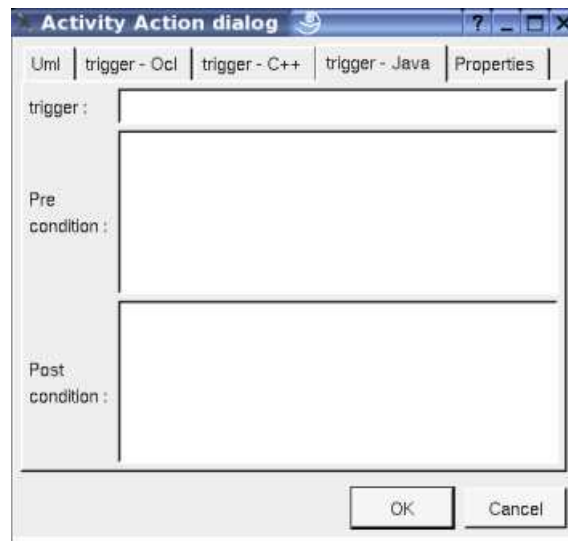 Activity Action dialog
Uml trigger - Ocl trigger - C++ trigger - Java Properties
trigger :
Pre
condition :
Post
condition :
OK Cancel